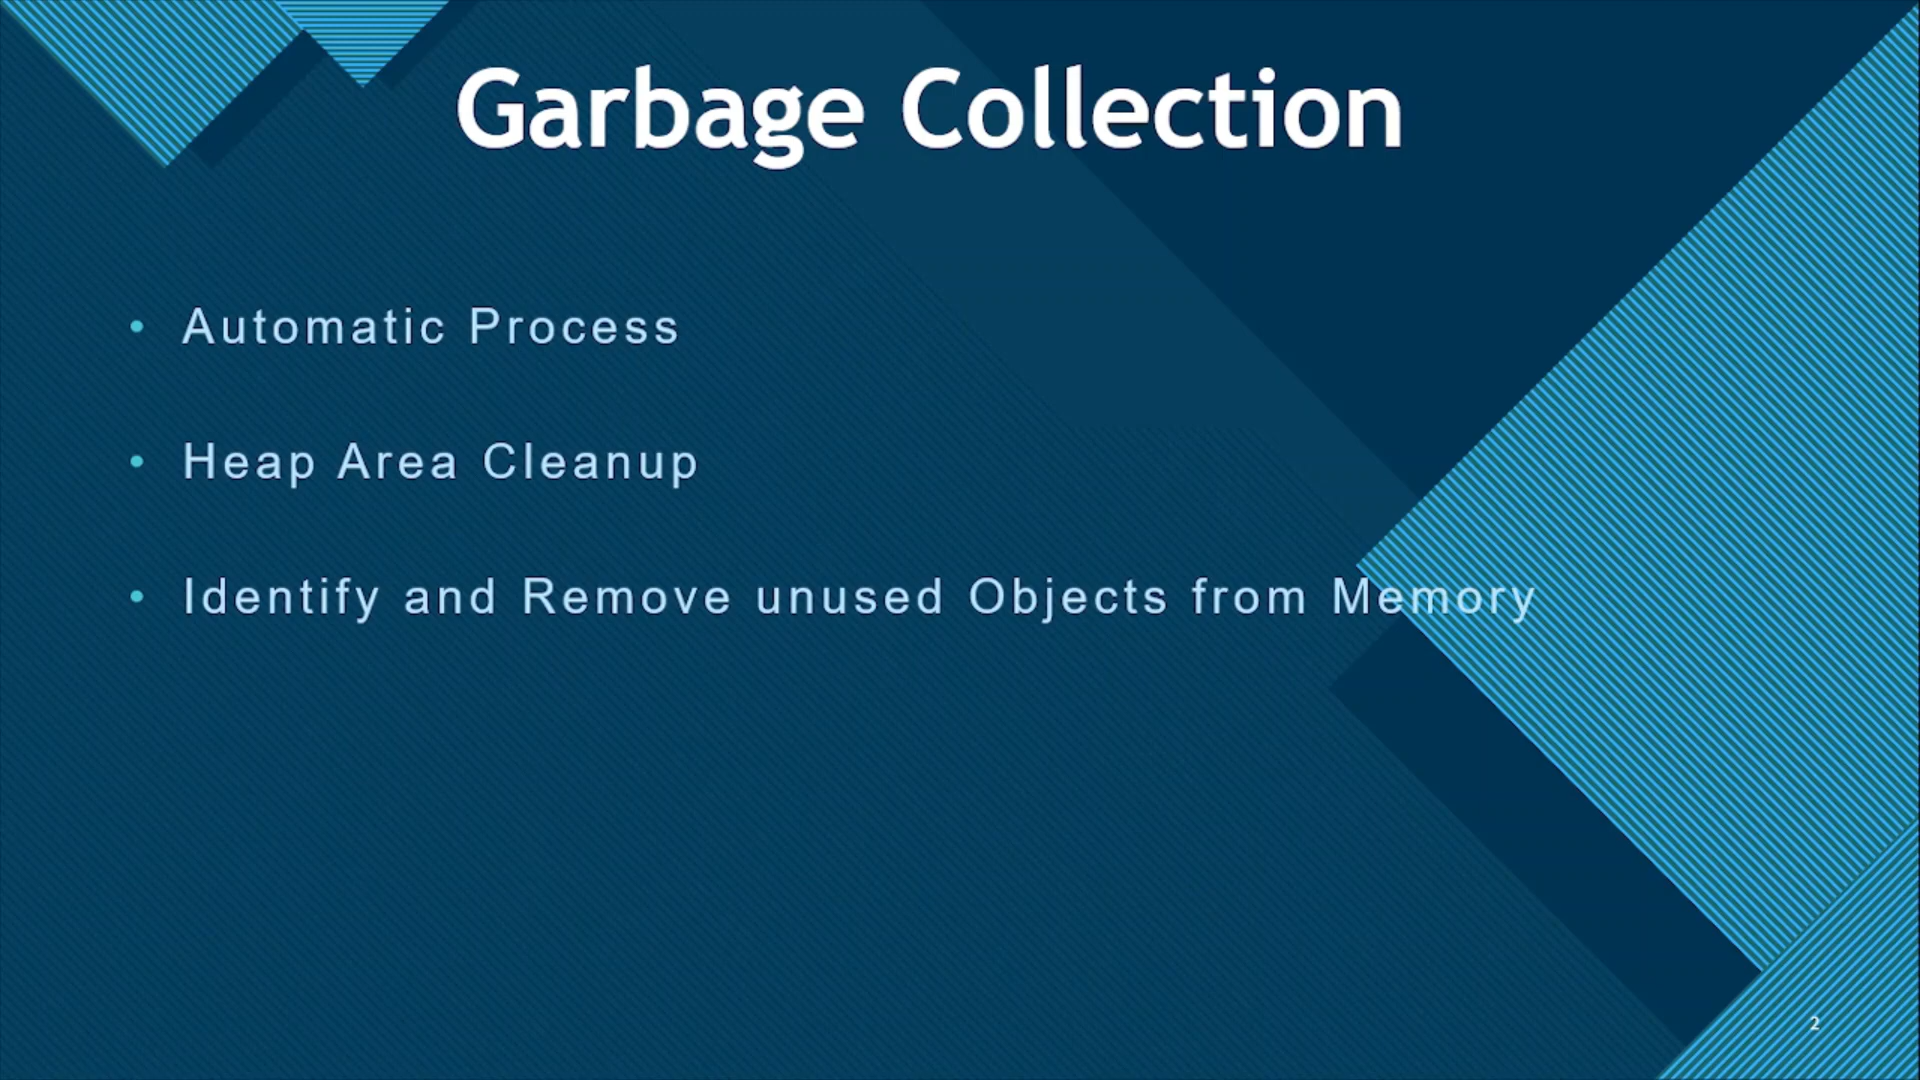 Garbage Collection
• Automatic Process
• Heap Area Cleanup
• Identify and Remove unused Objects from Memory
2